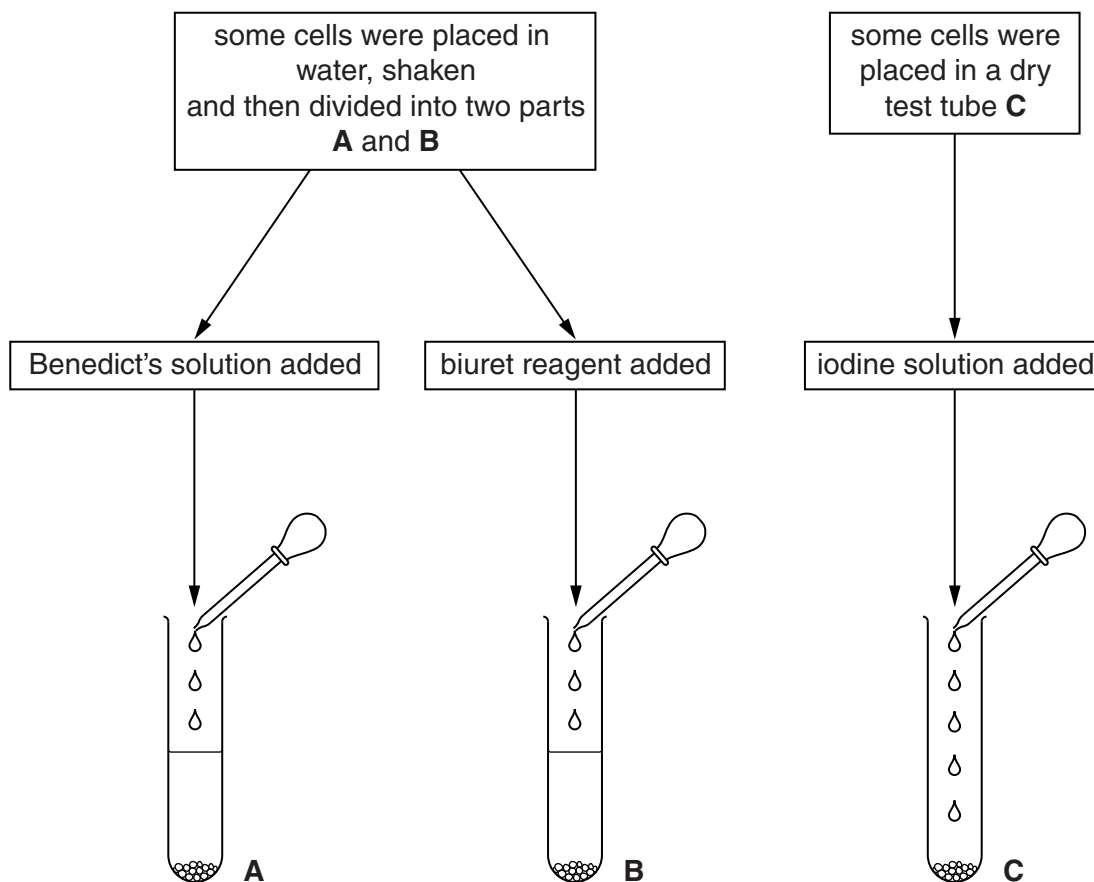 some cells were placed in
water, shaken
and then divided into two parts
A and B
some cells were
placed in a dry
test tube C
Benedict’s solution added
biuret reagent added
iodine solution added
A
B
C